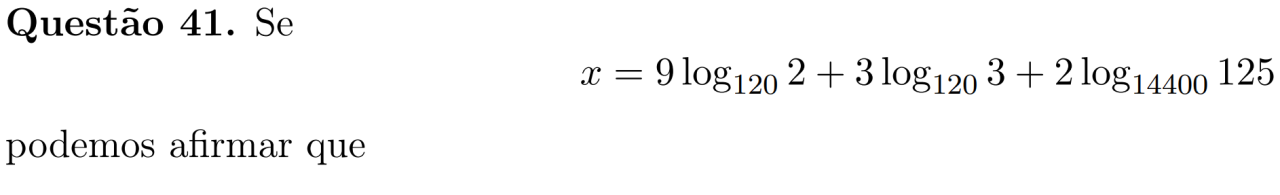 Questão 41. Se
x = 9 log₁₂₀ 2 + 3 log₁₂₀ 3 + 2 log₁₄₄₀₀ 125
podemos afirmar que